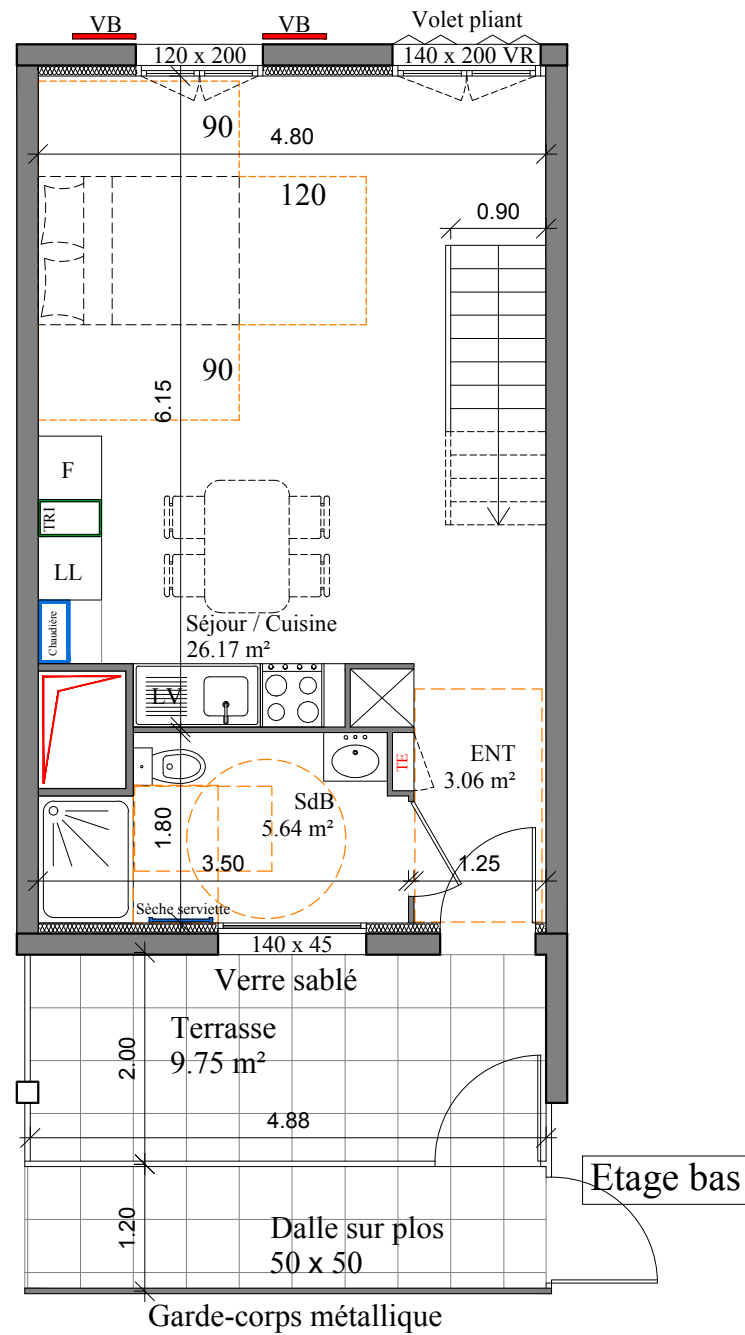 VB
VB
Volet pliant
120 x 200
140 x 200 VR
90
4.80
120
0.90
90
6.15
F
TRI
LL
Chaudière
Séjour / Cuisine
26.17 m²
LV
TE
ENT
3.06 m²
SdB
5.64 m²
1.80
3.50
1.25
Sèche serviette
140 x 45
Verre sablé
Terrasse
9.75 m²
2.00
4.88
Etage bas
1.20
Dalle sur plos
50 x 50
Garde-corps métallique